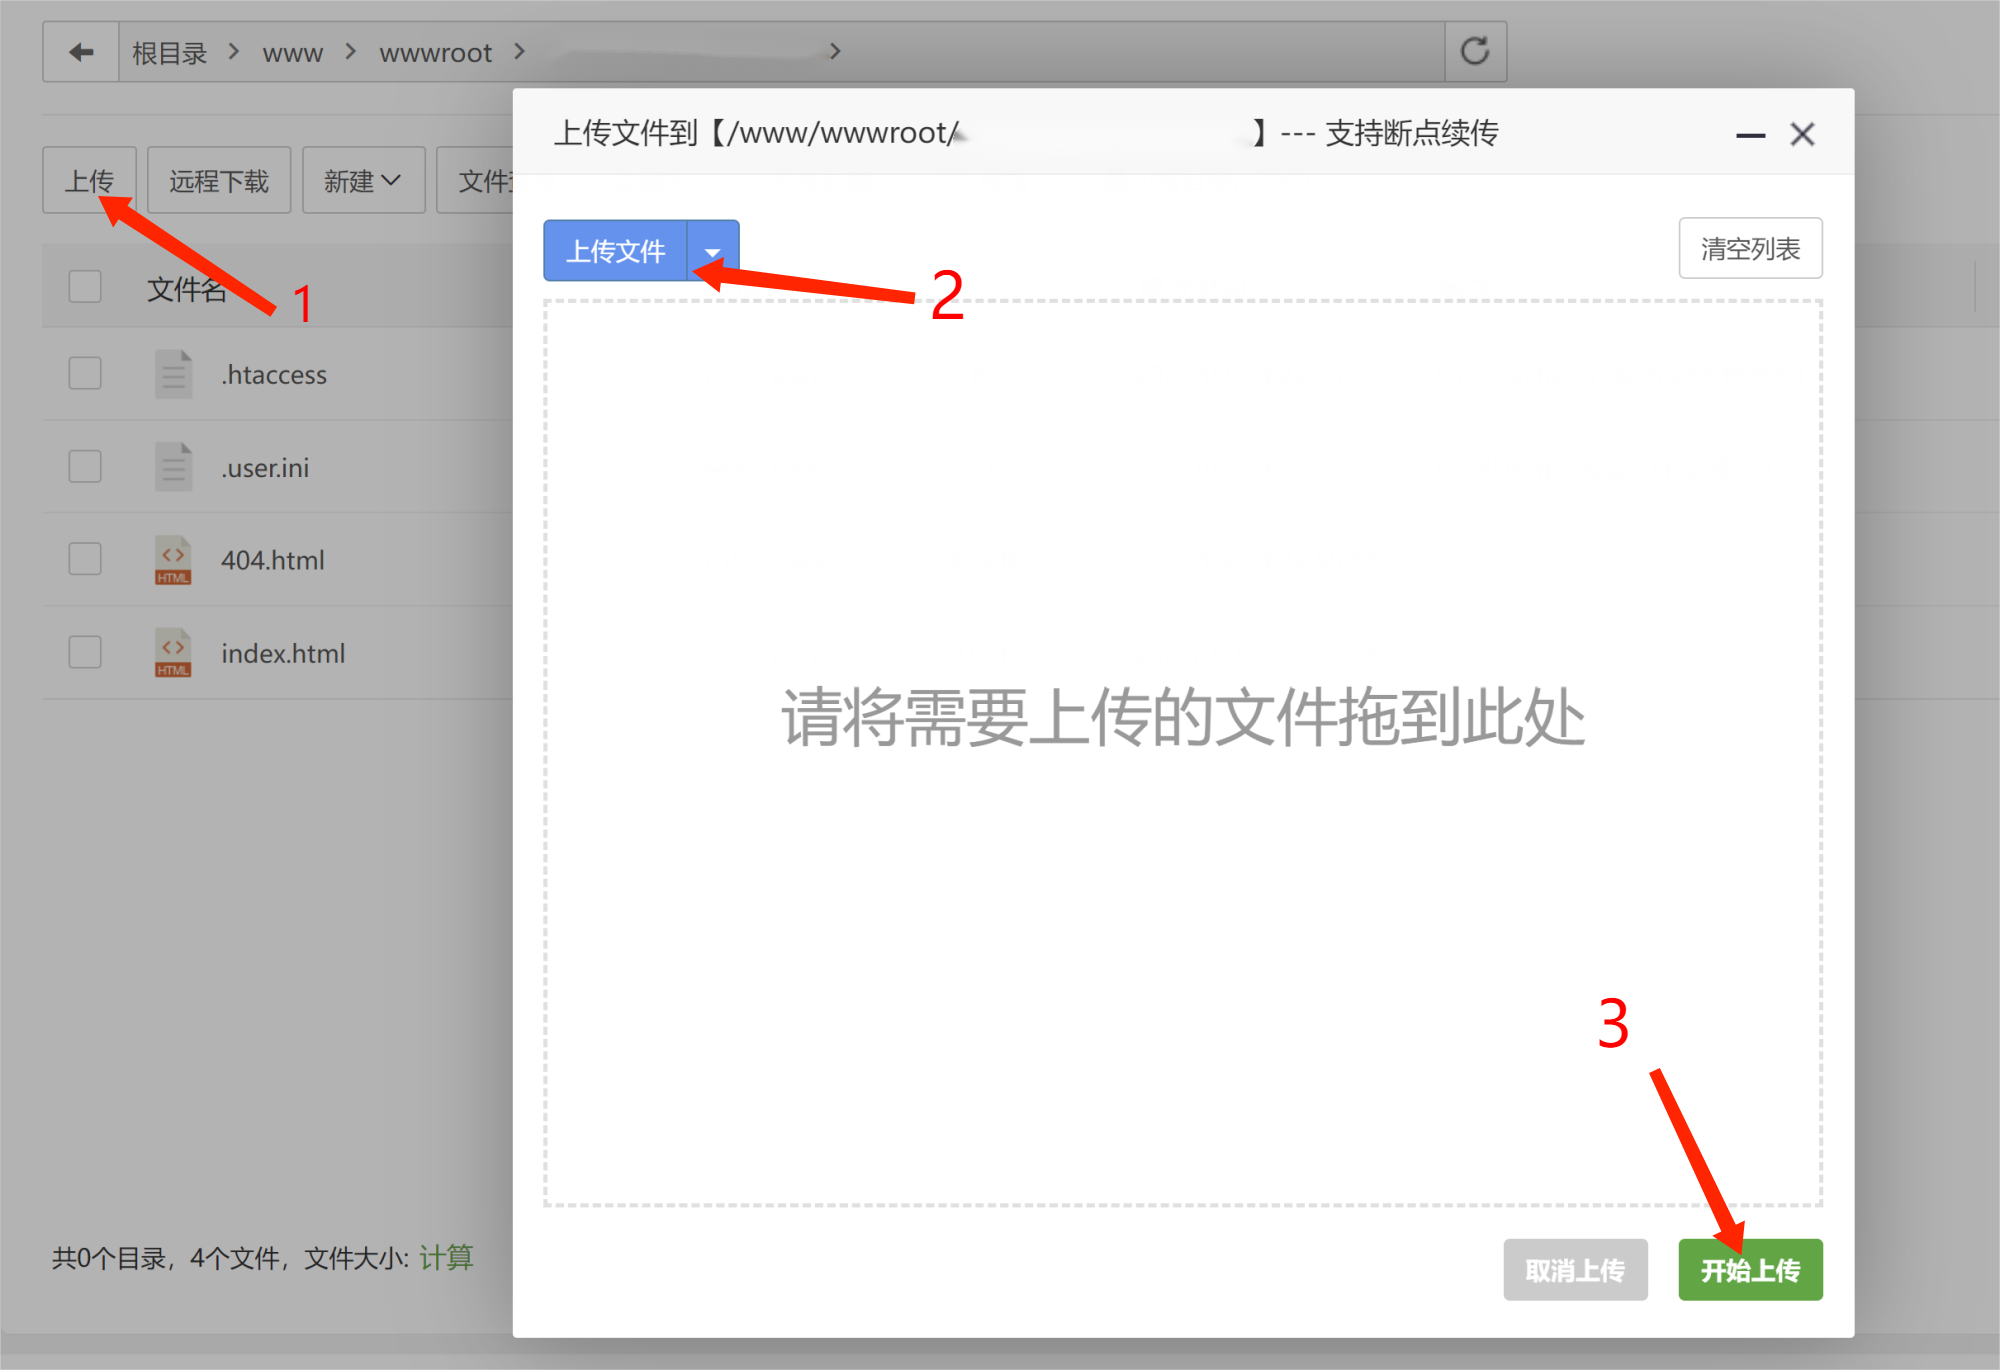 根目录 > www > wwwroot > >
上传文件到【/www/wwwroot/ 】--- 支持断点续传
上传 远程下载 新建 文件
上传文件 清空列表
1
2
文件名
.htaccess
.user.ini
404.html
HTML
index.html
HTML
请将需要上传的文件拖到此处
3
共0个目录，4个文件，文件大小: 计算
取消上传 开始上传